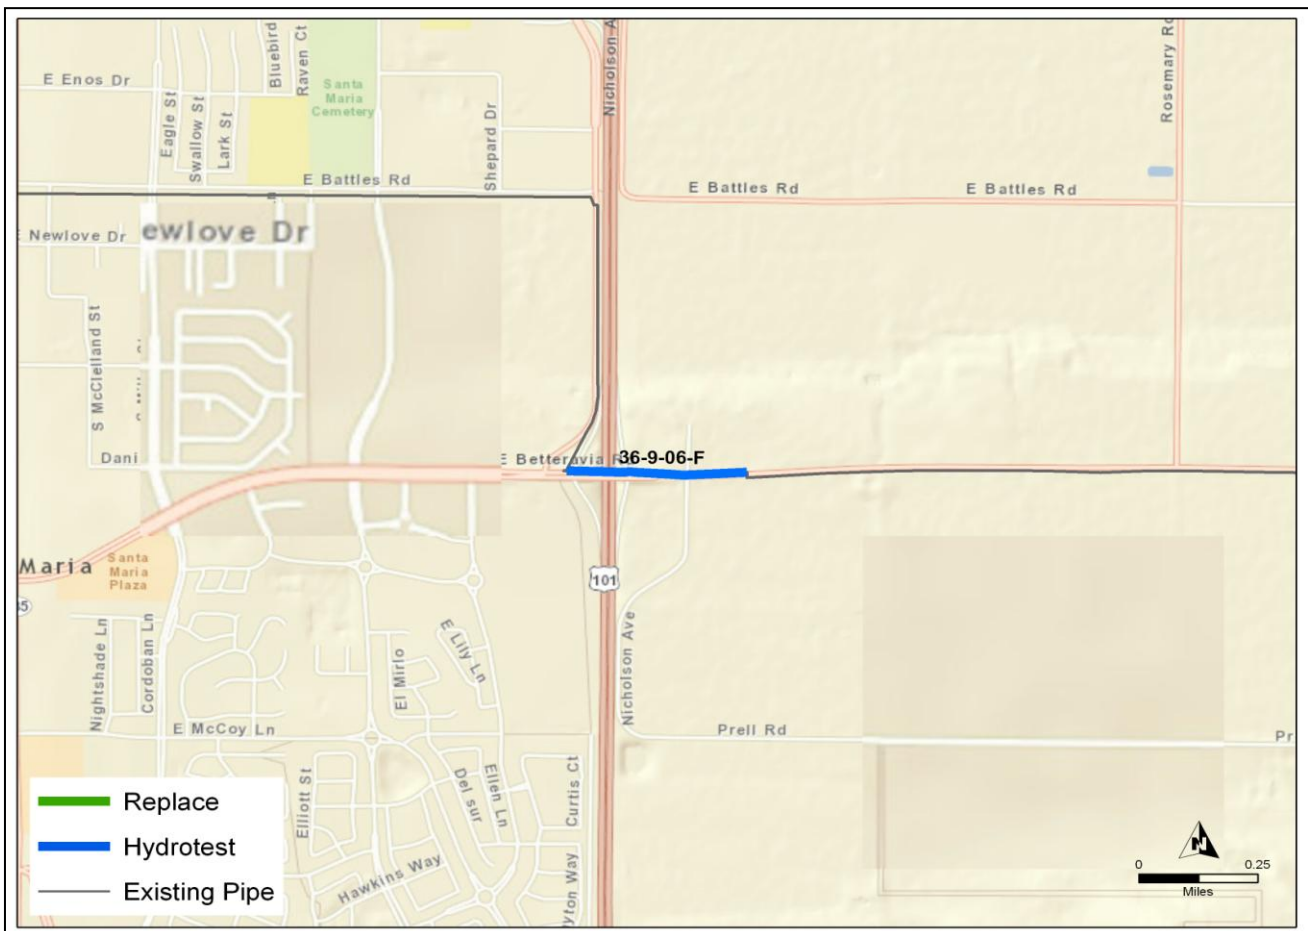 Nicholson A
Rosemary Rd
Bluebird
Raven Ct
E Enos Dr
Santa
Maria
Cemetery
Eagle St
Swallow St
Lark St
Shepard Dr
E Battles Rd
E Battles Rd
E Battles Rd
E Newlove Dr
ewlove Dr
S McClelland St
Dani
E Betteravia R
36-9-06-F
Maria
Santa
Maria
Plaza
101
Nightshade Ln
Cordoban Ln
E Lily Ln
El Mirlo
Nicholson Ave
E McCoy Ln
Prell Rd
Pr
Elliott St
Del sur
Ellen Ln
Curtis Ct
Hawkins Way
yton Way
Replace
Hydrotest
Existing Pipe
N
0 0.25
Miles